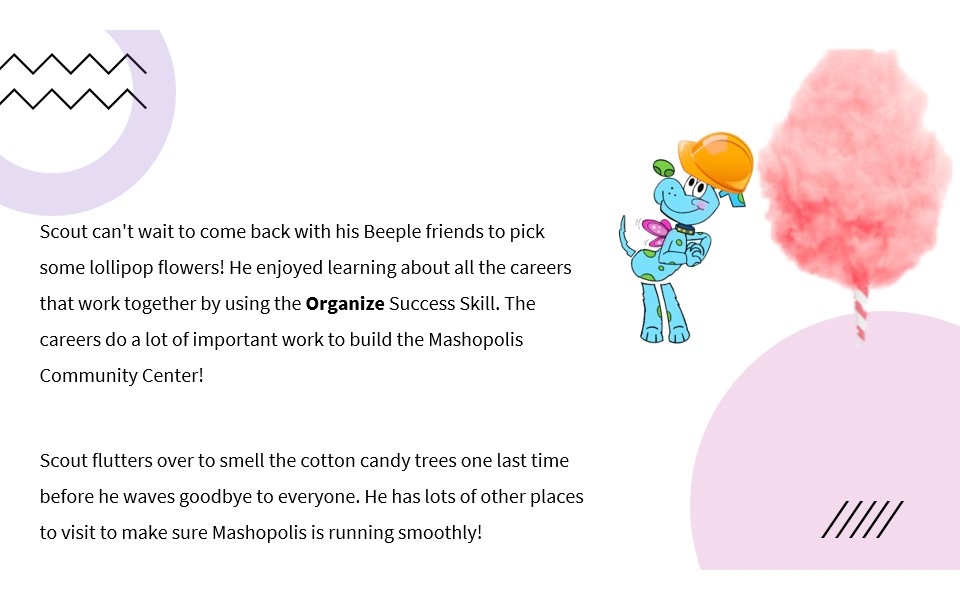 Scout can't wait to come back with his Beeple friends to pick
some lollipop flowers! He enjoyed learning about all the careers
that work together by using the Organize Success Skill. The
careers do a lot of important work to build the Mashopolis
Community Center!
Scout flutters over to smell the cotton candy trees one last time
before he waves goodbye to everyone. He has lots of other places
to visit to make sure Mashopolis is running smoothly!